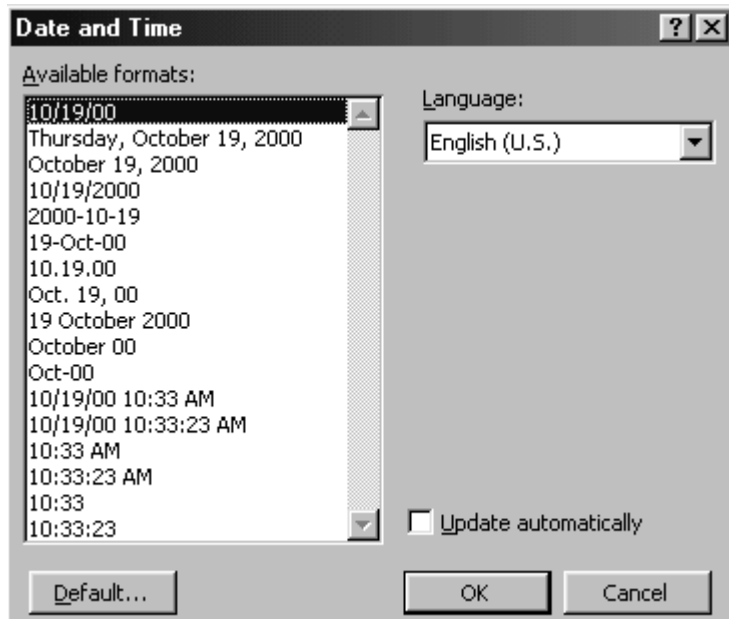 Date and Time
Available formats:
10/19/00
Thursday, October 19, 2000
October 19, 2000
10/19/2000
2000-10-19
19-Oct-00
10.19.00
Oct. 19, 00
19 October 2000
October 00
Oct-00
10/19/00 10:33 AM
10/19/00 10:33:23 AM
10:33 AM
10:33:23 AM
10:33
10:33:23
Language:
English (U.S.)
Update automatically
Default...
OK
Cancel